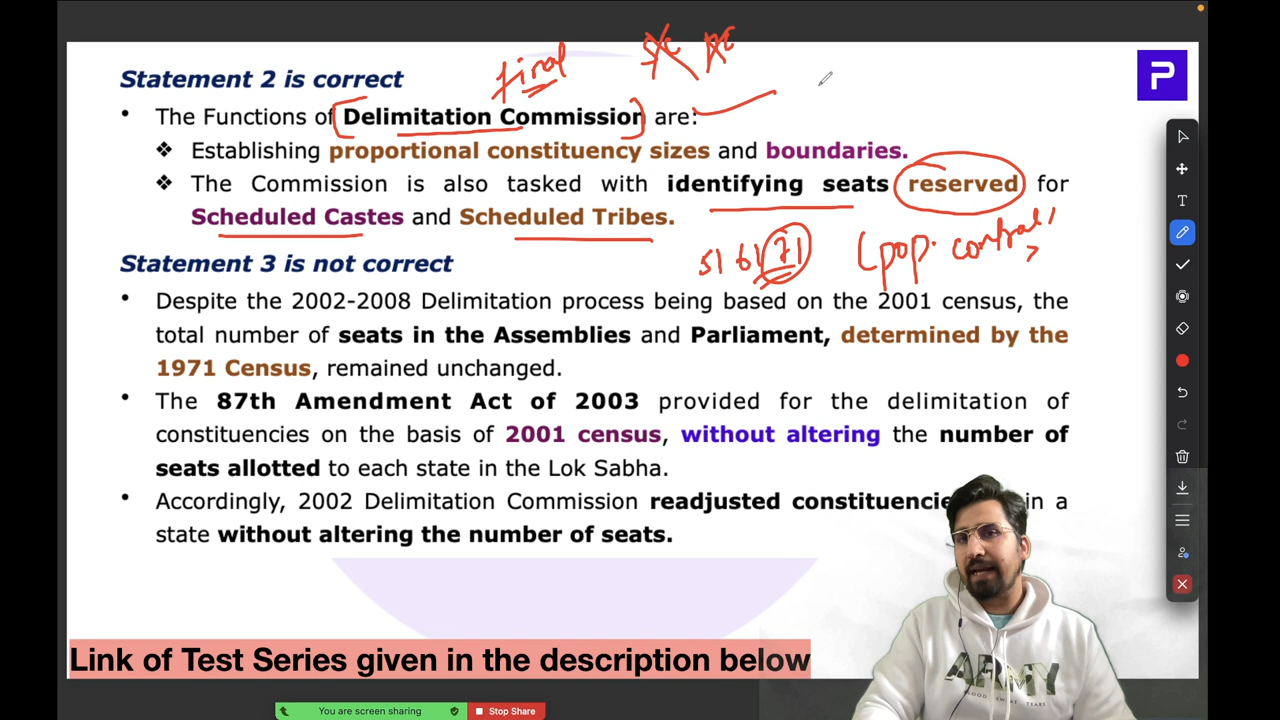 final SC
Statement 2 is correct
P
• The Functions of [Delimitation Commission] are:
❖ Establishing proportional constituency sizes and boundaries.
❖ The Commission is also tasked with identifying seats reserved for
Scheduled Castes and Scheduled Tribes.
51 61 71 (pop. control)
Statement 3 is not correct
• Despite the 2002-2008 Delimitation process being based on the 2001 census, the
total number of seats in the Assemblies and Parliament, determined by the
1971 Census, remained unchanged.
• The 87th Amendment Act of 2003 provided for the delimitation of
constituencies on the basis of 2001 census, without altering the number of
seats allotted to each state in the Lok Sabha.
• Accordingly, 2002 Delimitation Commission readjusted in a
state without altering the number of seats.
ARMY
Link of Test Series given in the description below
You are screen sharing Stop Share